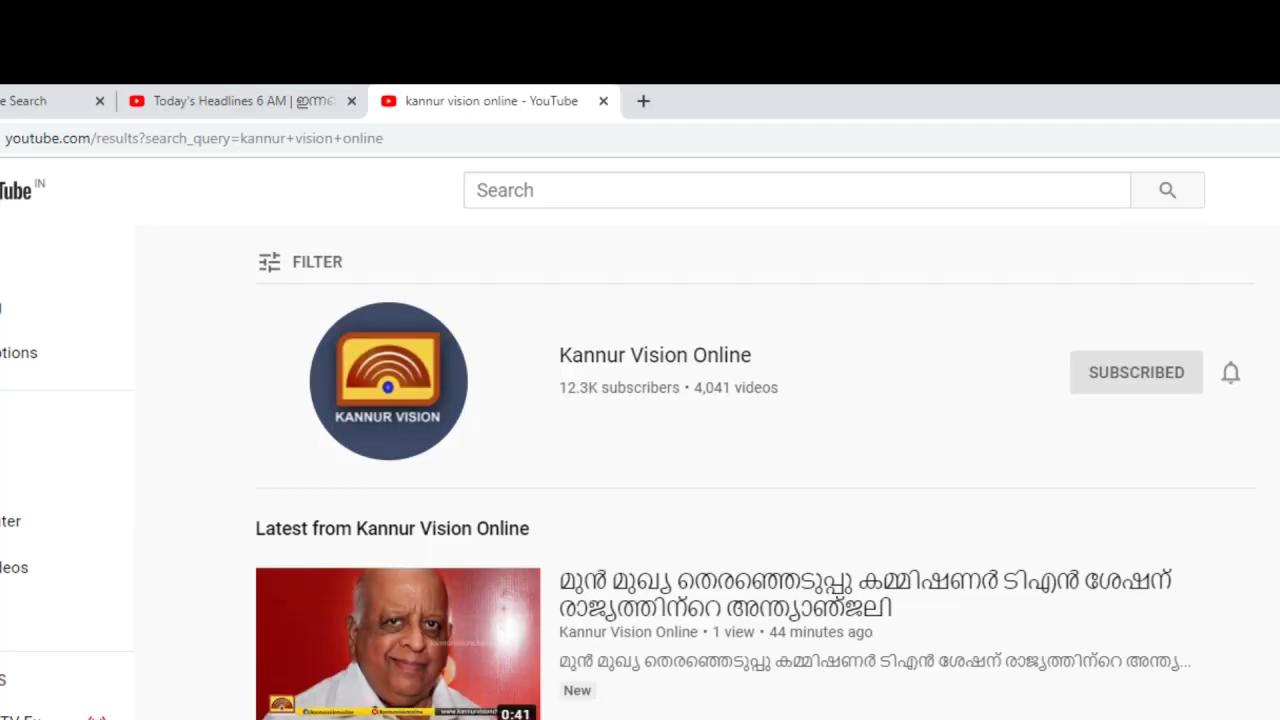 e Search
Today's Headlines 6 AM | ഇന്നം
kannur vision online - YouTube
youtube.com/results?search_query=kannur+vision+online
Tube IN
Search
FILTER
KANNUR VISION
Kannur Vision Online
12.3K subscribers • 4,041 videos
SUBSCRIBED
otions
Latest from Kannur Vision Online
ter
eos
മുൻ മുഖ്യ തെരഞ്ഞെടുപ്പു കമ്മിഷണർ ടിഎൻ ശേഷന്
രാജ്യത്തിന്റെ അന്ത്യാഞ്ജലി
Kannur Vision Online • 1 view • 44 minutes ago
മുൻ മുഖ്യ തെരഞ്ഞെടുപ്പു കമ്മിഷണർ ടിഎൻ ശേഷന് രാജ്യത്തിന്റെ അന്ത്യ...
New
0:41
S